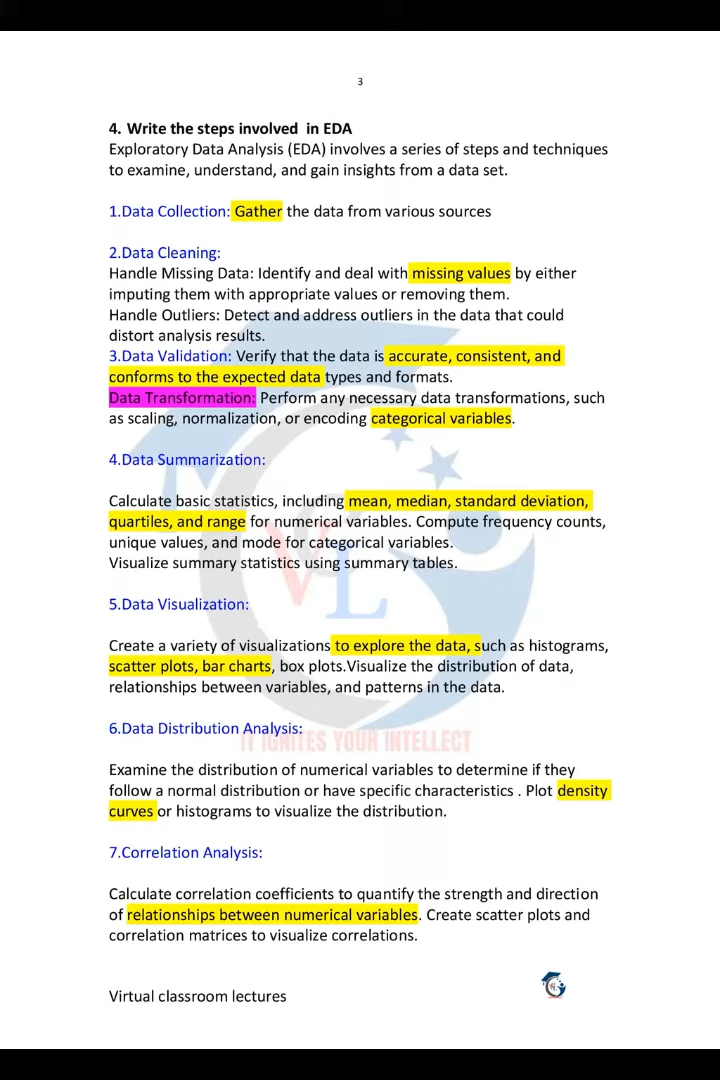 3
4. Write the steps involved in EDA
Exploratory Data Analysis (EDA) involves a series of steps and techniques
to examine, understand, and gain insights from a data set.
1.Data Collection: Gather the data from various sources
2.Data Cleaning:
Handle Missing Data: Identify and deal with missing values by either
imputing them with appropriate values or removing them.
Handle Outliers: Detect and address outliers in the data that could
distort analysis results.
3.Data Validation: Verify that the data is accurate, consistent, and
conforms to the expected data types and formats.
Data Transformation: Perform any necessary data transformations, such
as scaling, normalization, or encoding categorical variables.
4.Data Summarization:
Calculate basic statistics, including mean, median, standard deviation,
quartiles, and range for numerical variables. Compute frequency counts,
unique values, and mode for categorical variables.
Visualize summary statistics using summary tables.
VL
5.Data Visualization:
Create a variety of visualizations to explore the data, such as histograms,
scatter plots, bar charts, box plots.Visualize the distribution of data,
relationships between variables, and patterns in the data.
6.Data Distribution Analysis:
IT IGNITES YOUR INTELLECT
Examine the distribution of numerical variables to determine if they
follow a normal distribution or have specific characteristics . Plot density
curves or histograms to visualize the distribution.
7.Correlation Analysis:
Calculate correlation coefficients to quantify the strength and direction
of relationships between numerical variables. Create scatter plots and
correlation matrices to visualize correlations.
Virtual classroom lectures